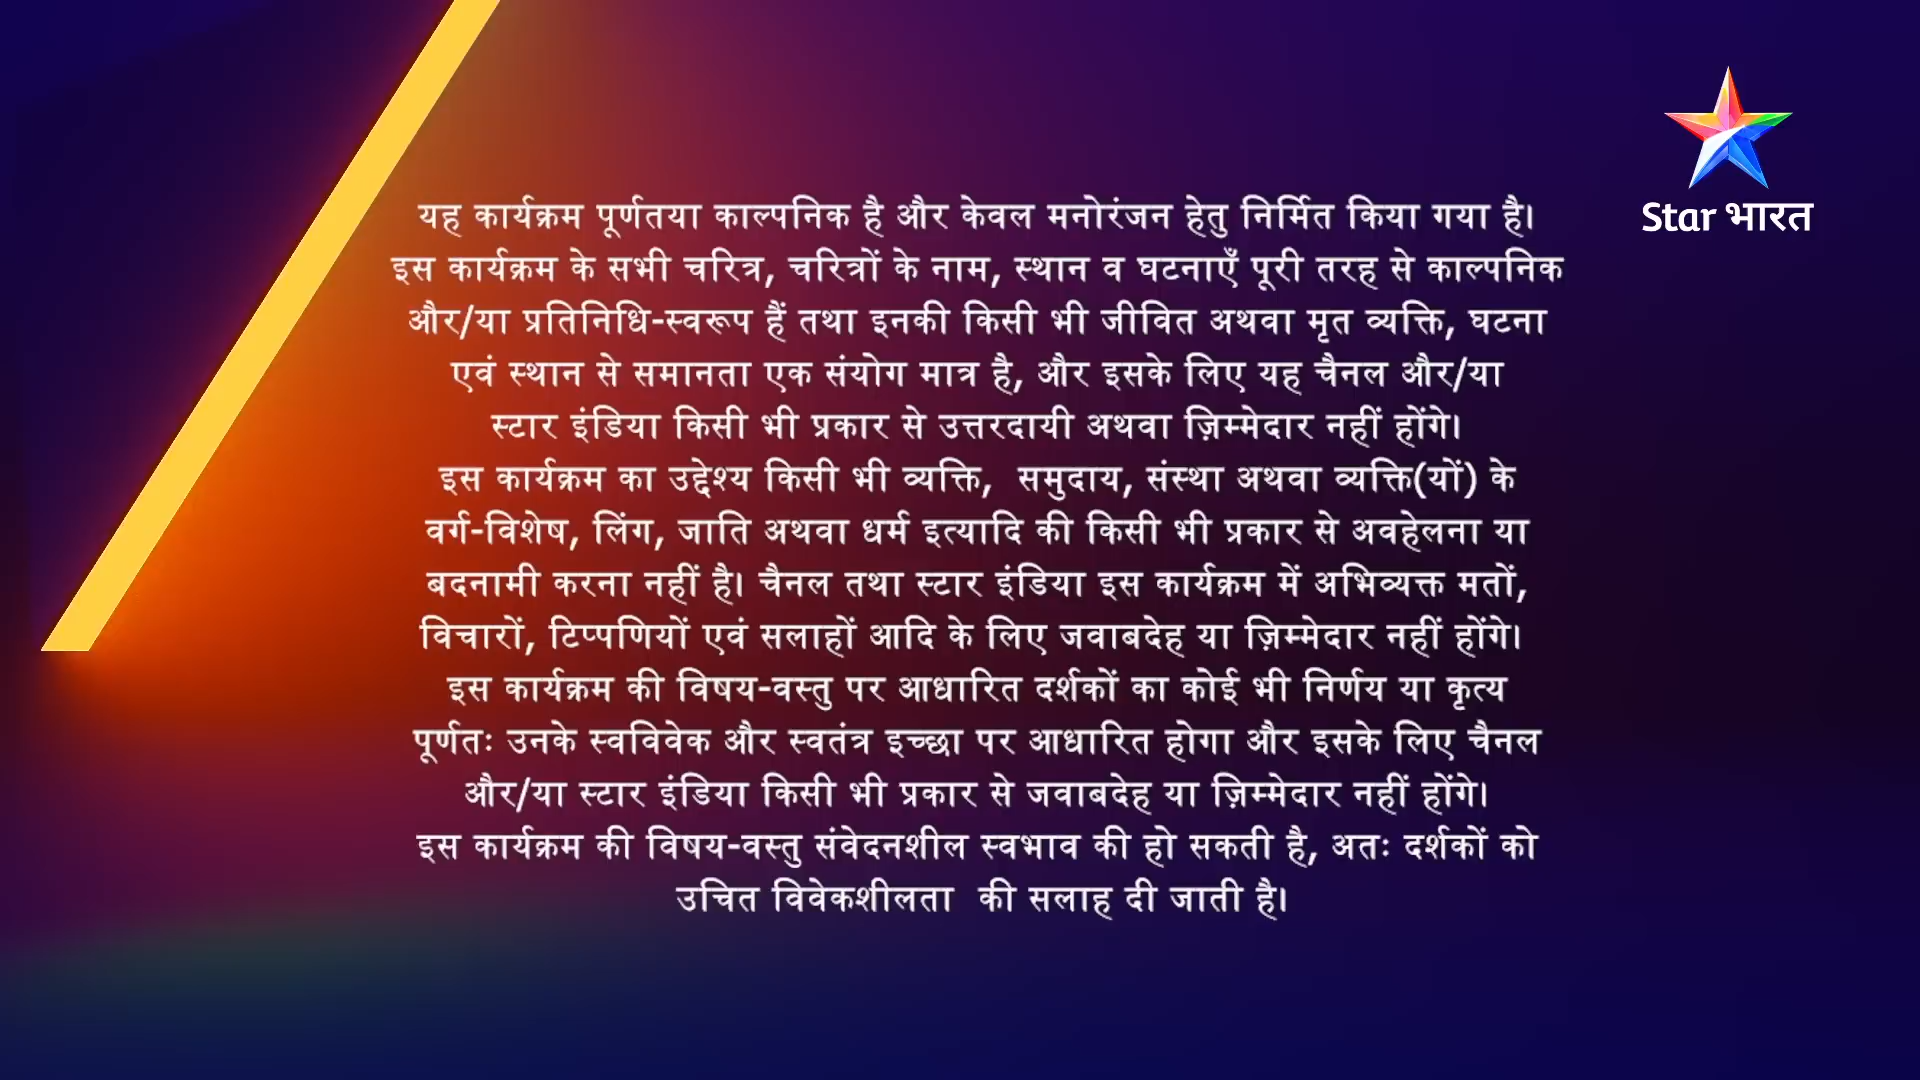 यह कार्यक्रम पूर्णतया काल्पनिक है और केवल मनोरंजन हेतु निर्मित किया गया है।
इस कार्यक्रम के सभी चरित्र, चरित्रों के नाम, स्थान व घटनाएँ पूरी तरह से काल्पनिक
और/या प्रतिनिधि-स्वरूप हैं तथा इनकी किसी भी जीवित अथवा मृत व्यक्ति, घटना
एवं स्थान से समानता एक संयोग मात्र है, और इसके लिए यह चैनल और/या
स्टार इंडिया किसी भी प्रकार से उत्तरदायी अथवा ज़िम्मेदार नहीं होंगे।
इस कार्यक्रम का उद्देश्य किसी भी व्यक्ति,  समुदाय, संस्था अथवा व्यक्ति(यों) के
वर्ग-विशेष, लिंग, जाति अथवा धर्म इत्यादि की किसी भी प्रकार से अवहेलना या
बदनामी करना नहीं है। चैनल तथा स्टार इंडिया इस कार्यक्रम में अभिव्यक्त मतों,
विचारों, टिप्पणियों एवं सलाहों आदि के लिए जवाबदेह या ज़िम्मेदार नहीं होंगे।
इस कार्यक्रम की विषय-वस्तु पर आधारित दर्शकों का कोई भी निर्णय या कृत्य
पूर्णतः उनके स्वविवेक और स्वतंत्र इच्छा पर आधारित होगा और इसके लिए चैनल
और/या स्टार इंडिया किसी भी प्रकार से जवाबदेह या ज़िम्मेदार नहीं होंगे।
इस कार्यक्रम की विषय-वस्तु संवेदनशील स्वभाव की हो सकती है, अतः दर्शकों को
उचित विवेकशीलता  की सलाह दी जाती है।
Star भारत